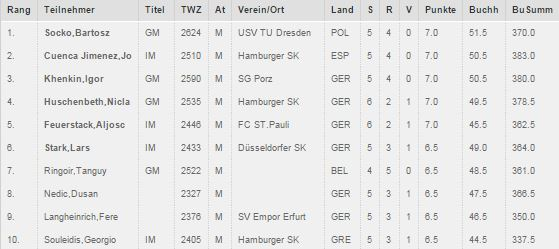 Rang Teilnehmer Titel TWZ At Verein/Ort Land S R V Punkte Buchh BuSumm
1. Socko,Bartosz GM 2624 M USV TU Dresden POL 5 4 0 7.0 51.5 370.0
2. Cuenca Jimenez,Jo IM 2510 M Hamburger SK ESP 5 4 0 7.0 50.5 383.0
3. Khenkin,Igor GM 2590 M SG Porz GER 5 4 0 7.0 50.5 380.0
4. Huschenbeth,Nicla GM 2535 M Hamburger SK GER 6 2 1 7.0 49.5 378.5
5. Feuerstack,Aljosc IM 2446 M FC ST.Pauli GER 6 2 1 7.0 45.5 362.5
6. Stark,Lars IM 2433 M Düsseldorfer SK GER 5 3 1 6.5 49.0 364.0
7. Ringoir,Tanguy GM 2522 M BEL 4 5 0 6.5 48.5 361.0
8. Nedic,Dusan 2327 M GER 5 3 1 6.5 47.5 366.5
9. Langheinrich,Fere 2376 M SV Empor Erfurt GER 5 3 1 6.5 46.5 350.0
10. Souleidis,Georgio IM 2405 M Hamburger SK GRE 5 3 1 6.5 44.5 337.5